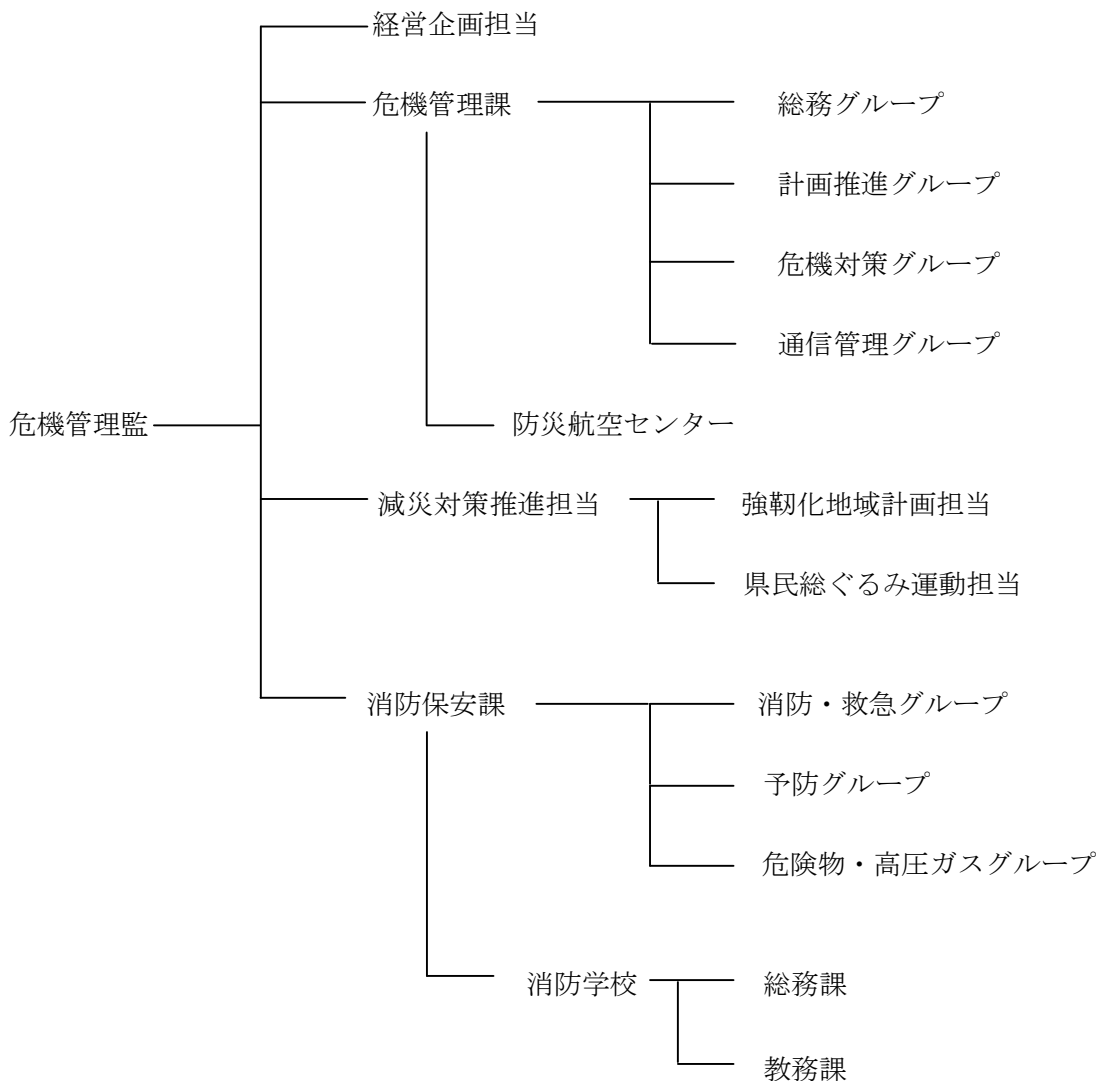 経営企画担当
危機管理課
総務グループ
計画推進グループ
危機対策グループ
通信管理グループ
危機管理監
防災航空センター
減災対策推進担当
強靭化地域計画担当
県民総ぐるみ運動担当
消防保安課
消防・救急グループ
予防グループ
危険物・高圧ガスグループ
消防学校
総務課
教務課